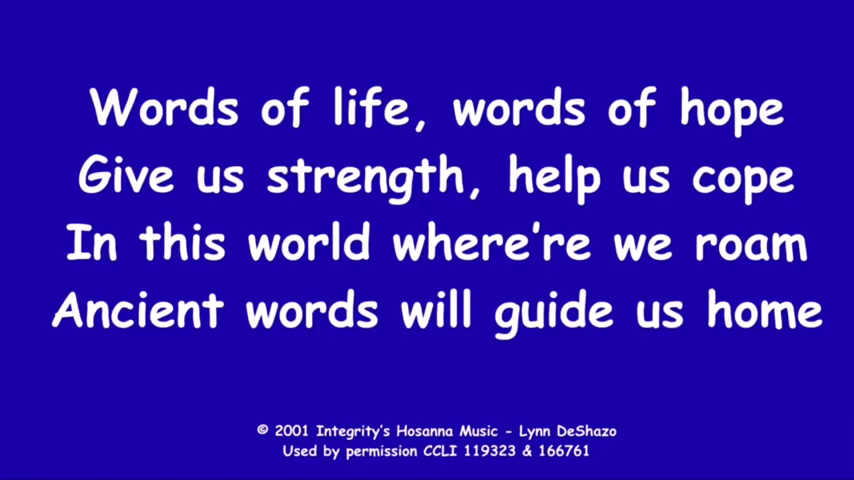 Words of life, words of hope
Give us strength, help us cope
In this world where're we roam
Ancient words will guide us home
© 2001 Integrity's Hosanna Music - Lynn DeShazo
Used by permission CCLI 119323 & 166761